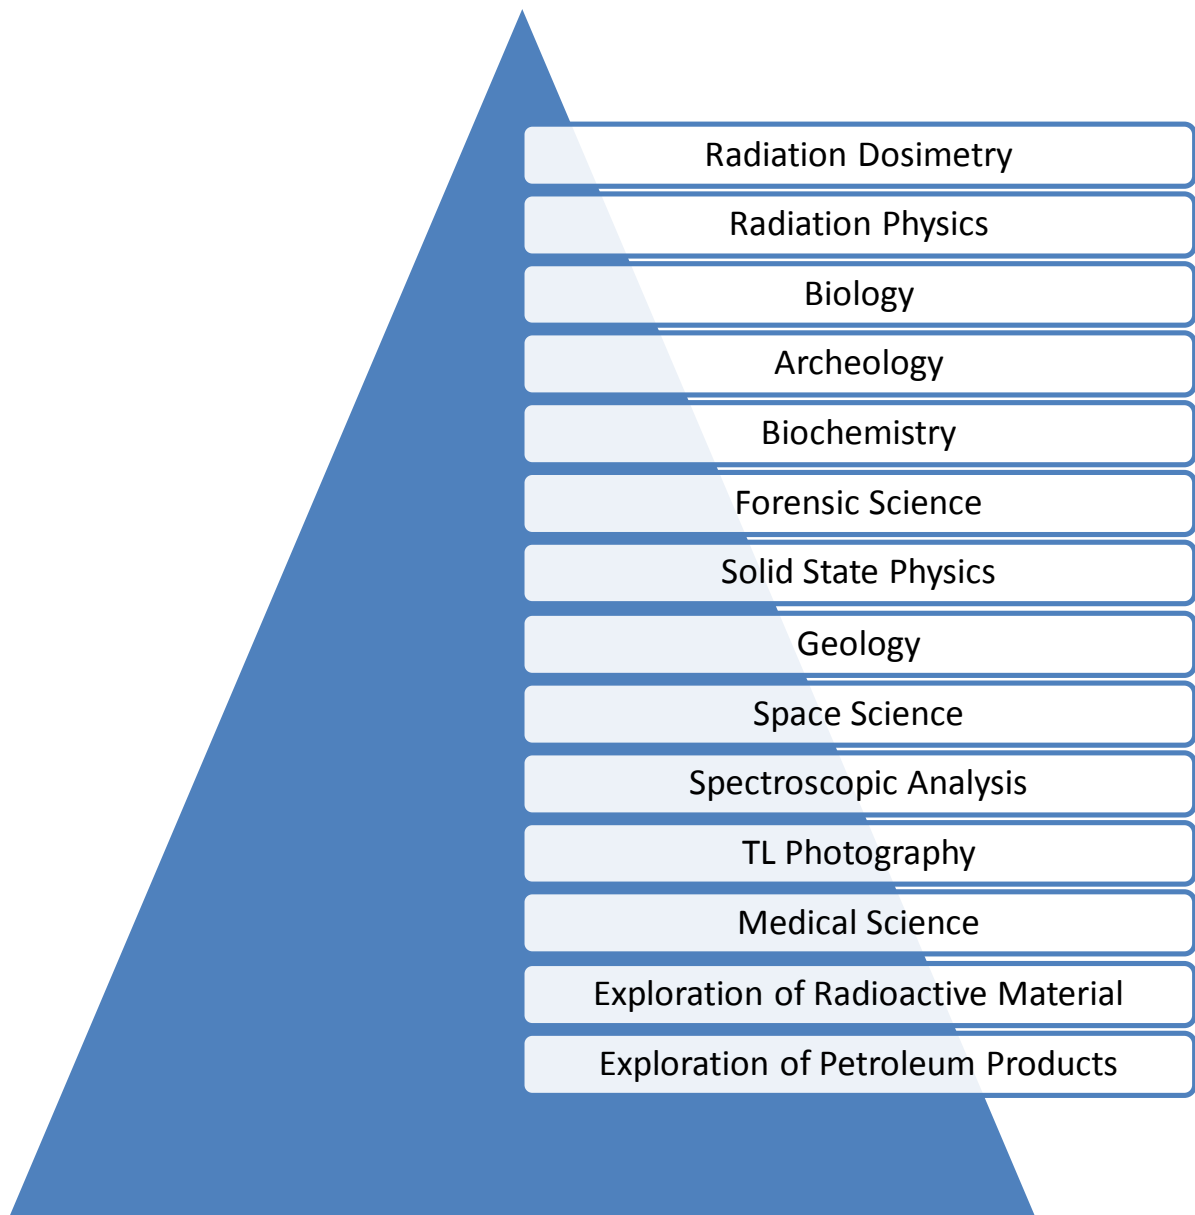 Radiation Dosimetry
Radiation Physics
Biology
Archeology
Biochemistry
Forensic Science
Solid State Physics
Geology
Space Science
Spectroscopic Analysis
TL Photography
Medical Science
Exploration of Radioactive Material
Exploration of Petroleum Products